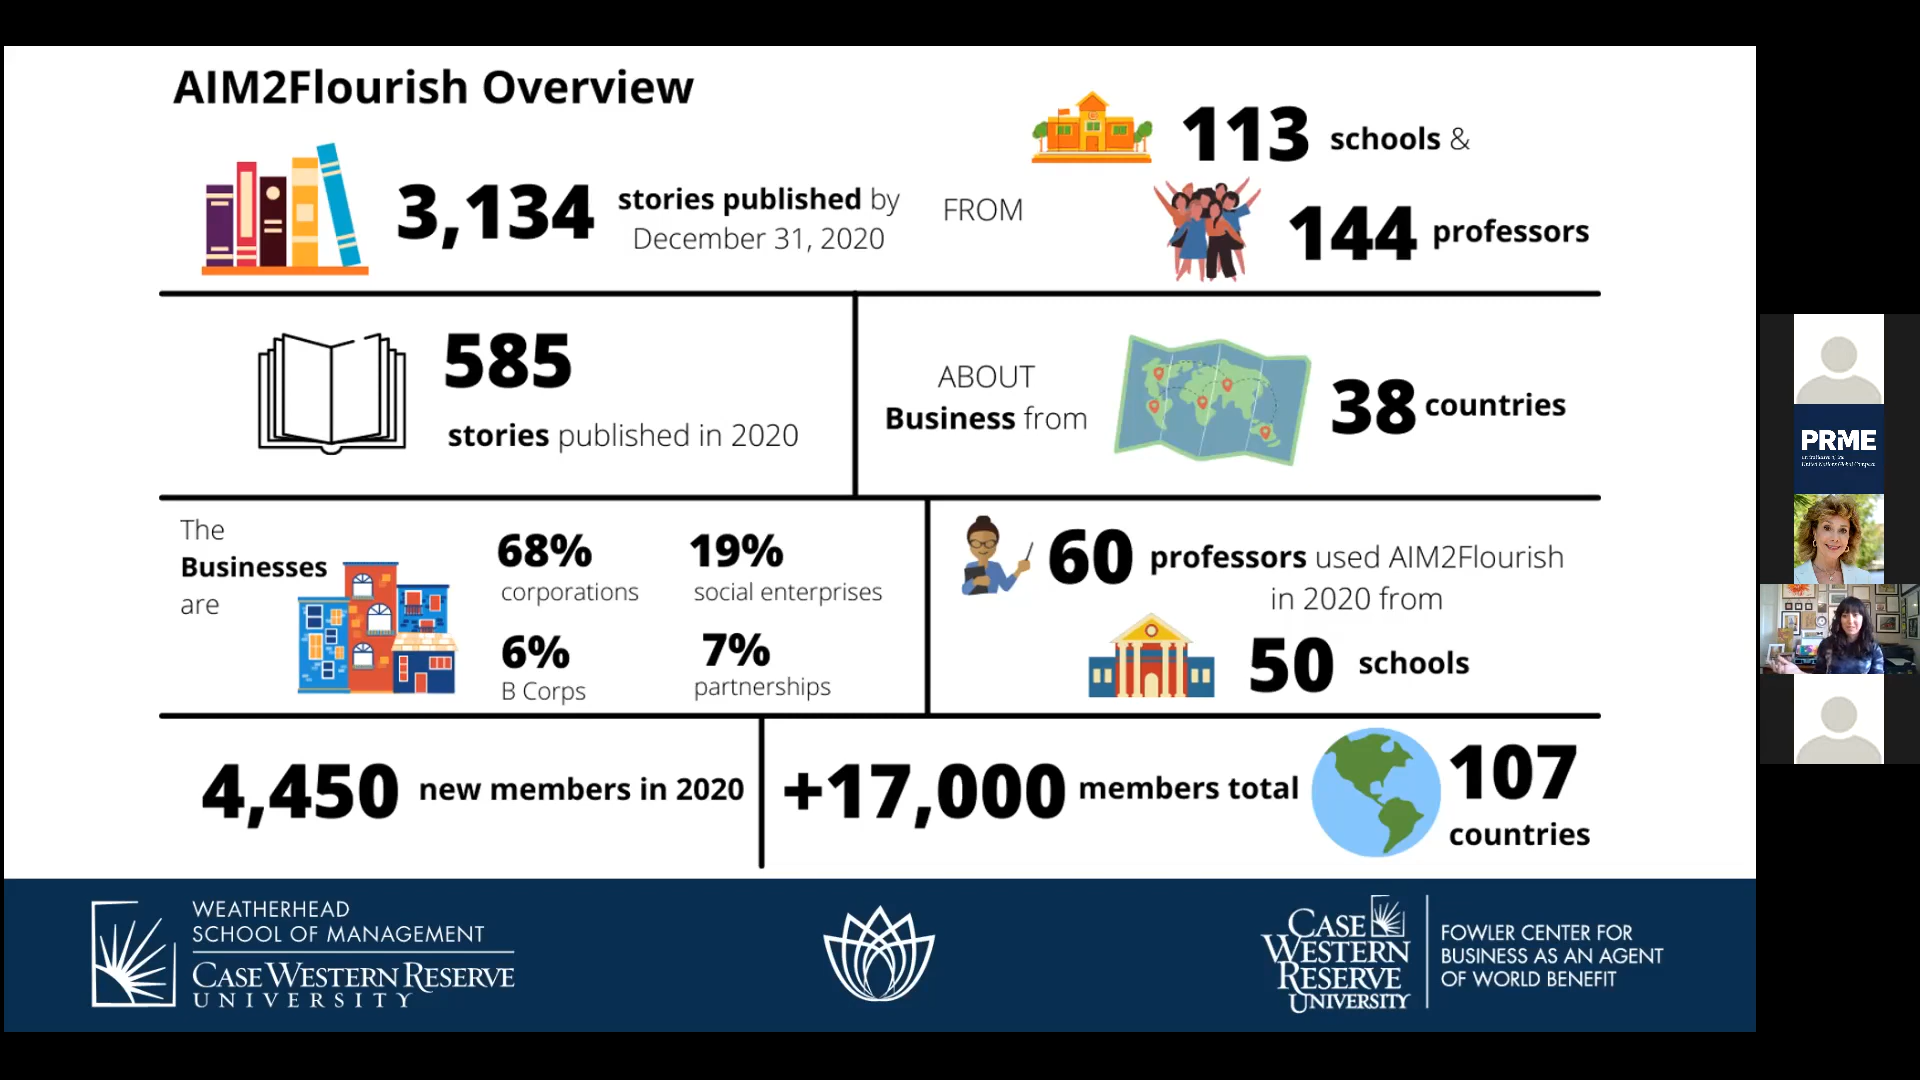 AIM2Flourish Overview
3,134 stories published by
December 31, 2020
FROM
113 schools &
144 professors
585
stories published in 2020
ABOUT
Business from
38 countries
The
Businesses
are
68%
corporations
19%
social enterprises
6%
B Corps
7%
partnerships
60 professors used AIM2Flourish
in 2020 from
50 schools
4,450 new members in 2020
+17,000 members total
107
countries
WEATHERHEAD
SCHOOL OF MANAGEMENT
CASE WESTERN RESERVE
UNIVERSITY
CASE
WESTERN
RESERVE
UNIVERSITY
FOWLER CENTER FOR
BUSINESS AS AN AGENT
OF WORLD BENEFIT
PRME